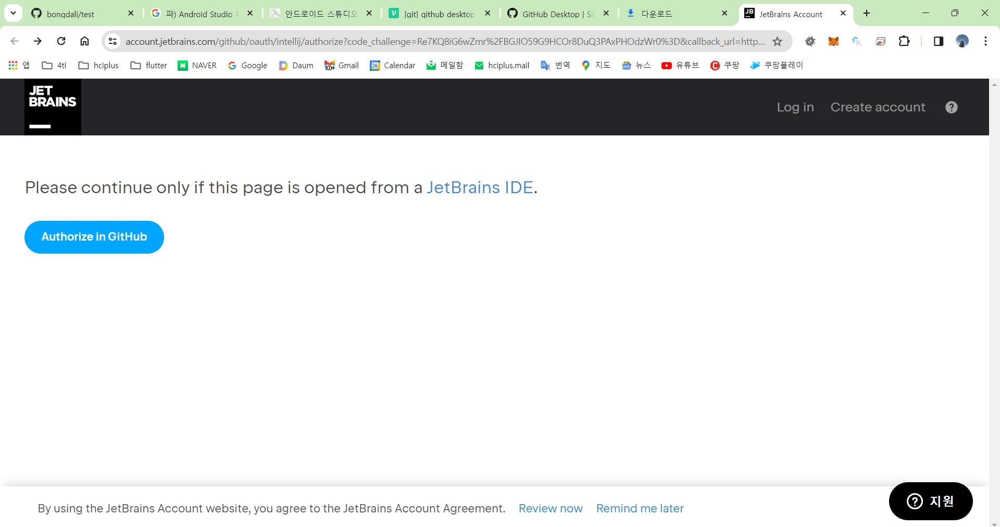 bongdali/test
파) Android Studio
안드로이드 스튜디오
[git] github desktop
GitHub Desktop | Sir
다운로드
JetBrains Account
account.jetbrains.com/github/oauth/intellij/authorize?code_challenge=Re7KQ8iG6wZmr%2FBGJIO59G9HCOr8DuQ3PAxPHOdzWr0%3D&callback_url=http...
앱
4ti
hciplus
flutter
NAVER
Google
Daum
Gmail
Calendar
메일함
hciplus.mail
번역
지도
뉴스
유튜브
쿠팡
쿠팡플레이
JET
BRAINS
Log in
Create account
Please continue only if this page is opened from a JetBrains IDE.
Authorize in GitHub
By using the JetBrains Account website, you agree to the JetBrains Account Agreement. Review now Remind me later
지원